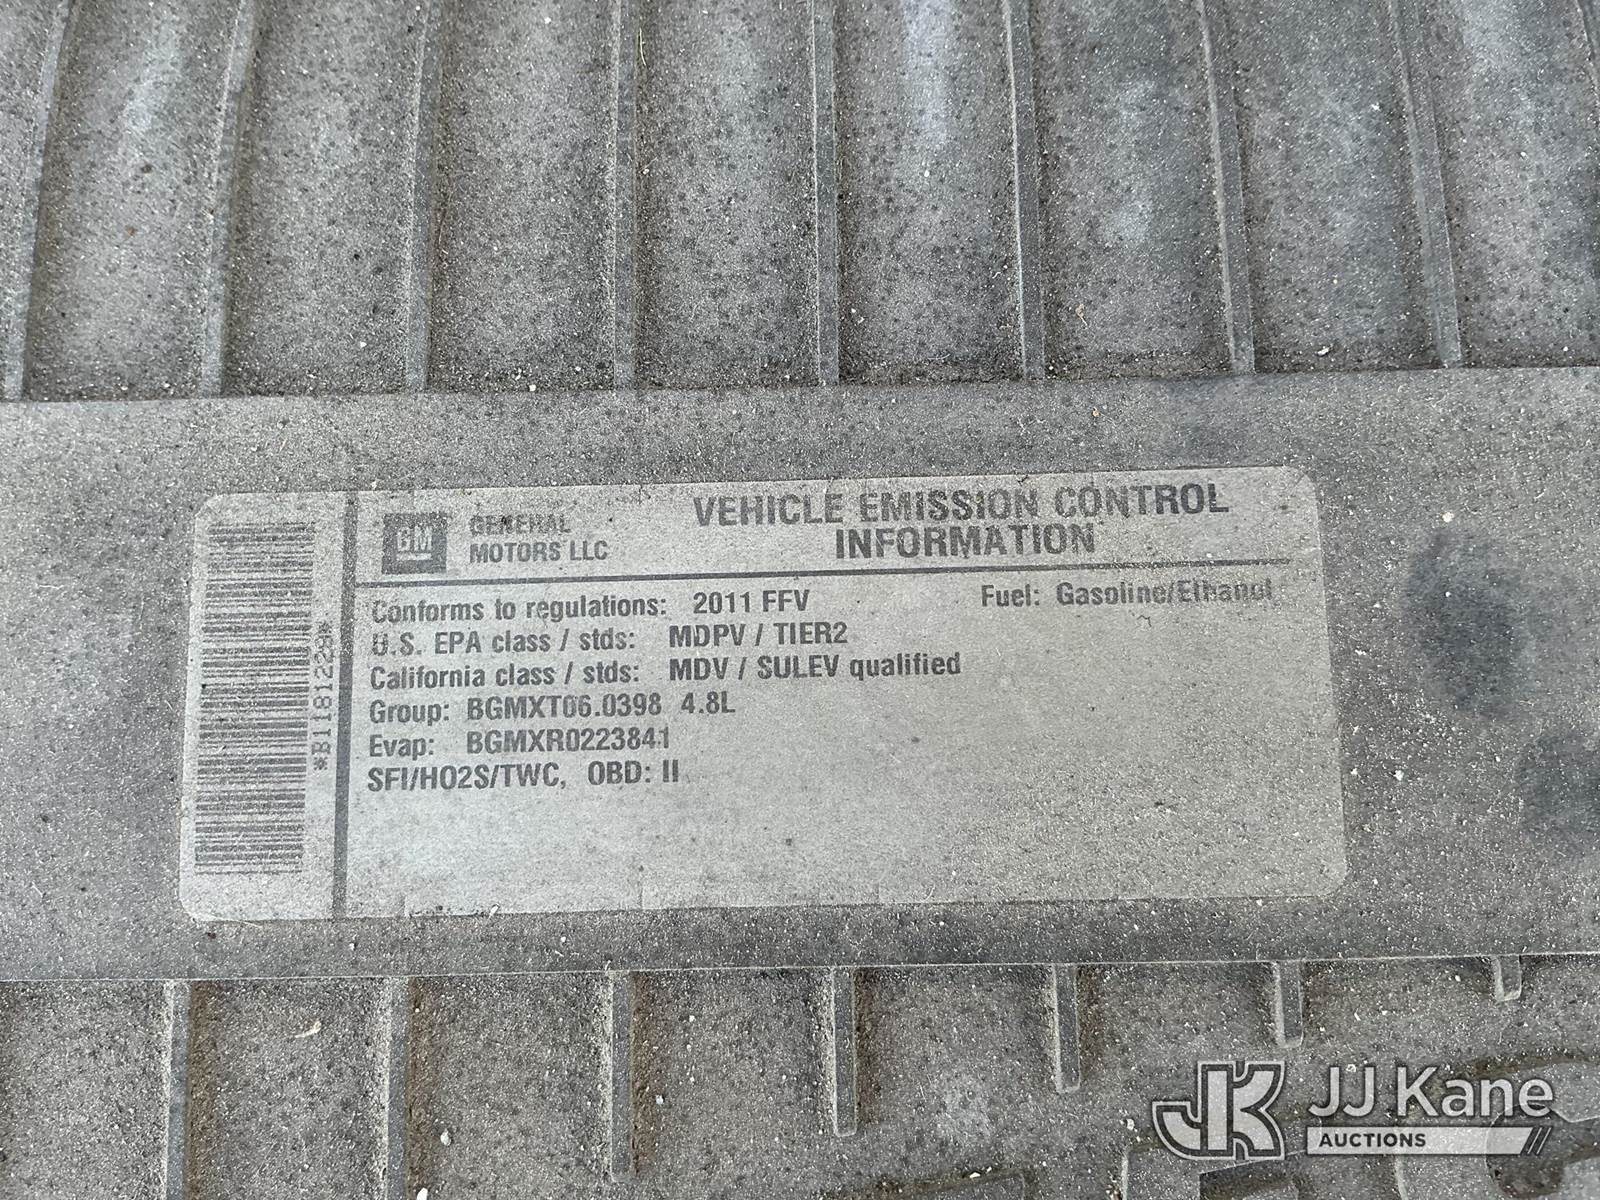 GM
GENERAL
MOTORS LLC
VEHICLE EMISSION CONTROL
INFORMATION
Conforms to regulations: 2011 FFV Fuel: Gasoline/Ethanol
U.S. EPA class / stds: MDPV / TIER2
California class / stds: MDV / SULEV qualified
Group: BGMXT06.0398 4.8L
Evap: BGMXR0223841
SFI/HO2S/TWC, OBD: II
JK JJ Kane
AUCTIONS